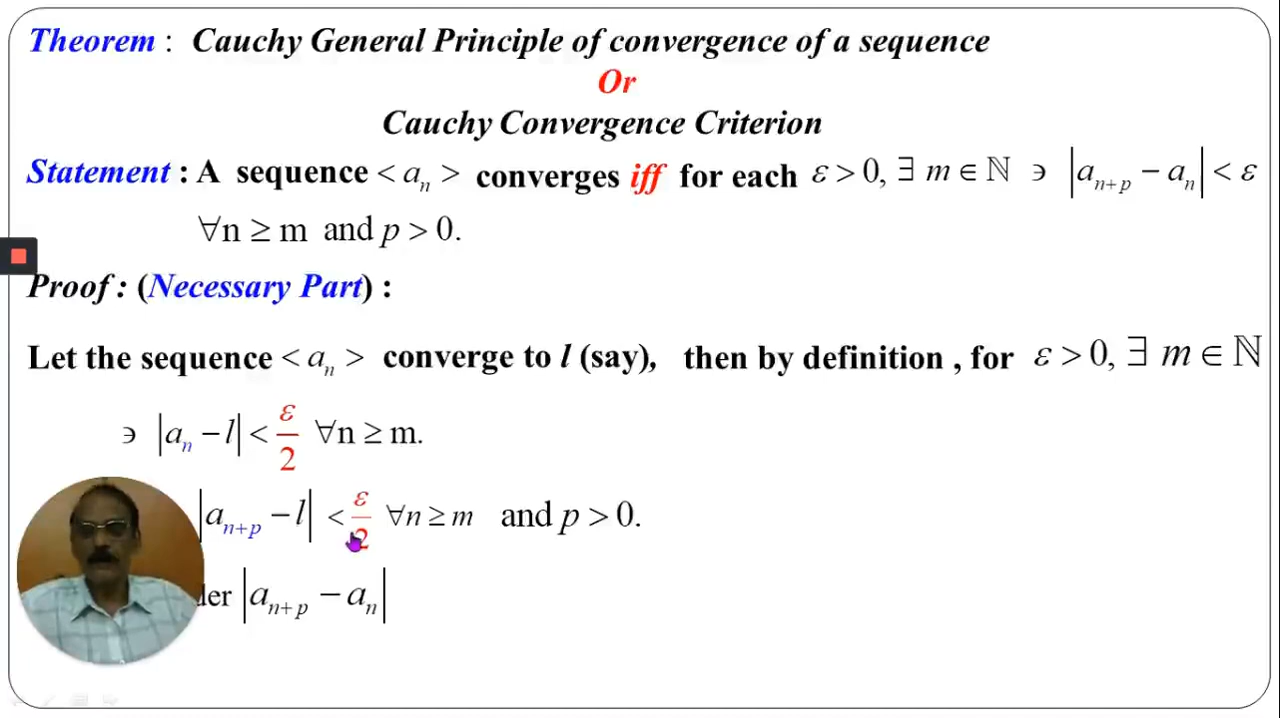 Theorem : Cauchy General Principle of convergence of a sequence
Or
Cauchy Convergence Criterion
Statement : A sequence < aₙ > converges iff for each ε > 0, ∃ m ∈ ℕ ∍ |aₙ₊ₚ − aₙ| < ε
∀n ≥ m and p > 0.
Proof : (Necessary Part) :
Let the sequence < aₙ > converge to l (say), then by definition , for ε > 0, ∃ m ∈ ℕ
∍ |aₙ − l| < ε/2 ∀n ≥ m.
|aₙ₊ₚ − l| < ε/2 ∀n ≥ m and p > 0.
|aₙ₊ₚ − aₙ|